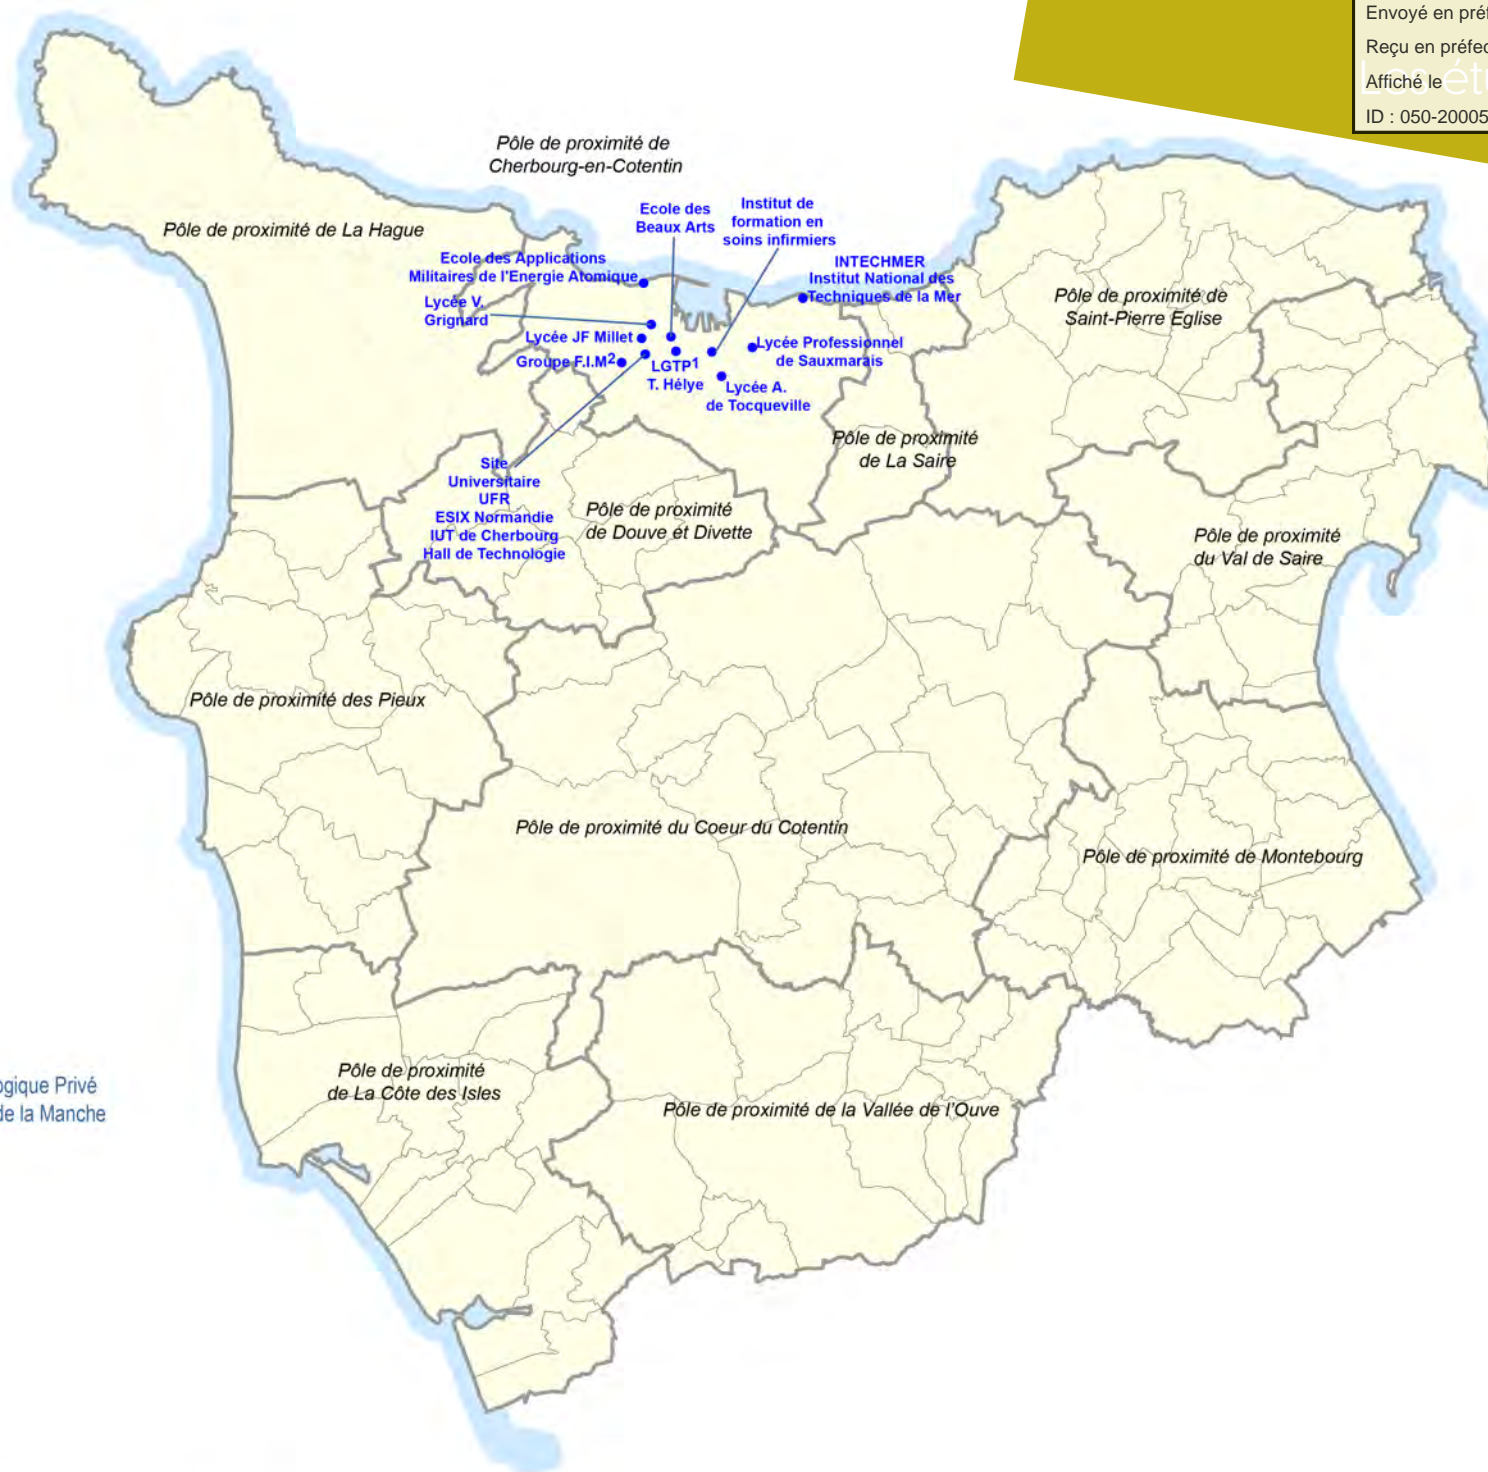 Envoyé en préf
Reçu en préfec
Les étu
Affiché le
ID : 050-20005
Pôle de proximité de
Cherbourg-en-Cotentin
Pôle de proximité de La Hague
Ecole des
Beaux Arts
Institut de
formation en
soins infirmiers
Ecole des Applications
Militaires de l'Energie Atomique
INTECHMER
Institut National des
Techniques de la Mer
Lycée V.
Grignard
Lycée JF Millet
Groupe F.I.M2
LGTP1
T. Hélye
Lycée Professionnel
de Sauxmarais
Lycée A.
de Tocqueville
Pôle de proximité de
Saint-Pierre Eglise
Pôle de proximité
de La Saire
Site
Universitaire
UFR
ESIX Normandie
IUT de Cherbourg
Hall de Technologie
Pôle de proximité
de Douve et Divette
Pôle de proximité
du Val de Saire
Pôle de proximité des Pieux
Pôle de proximité du Coeur du Cotentin
Pôle de proximité de Montebourg
Pôle de proximité
de La Côte des Isles
Pôle de proximité de la Vallée de l'Ouve
ogique Privé
de la Manche